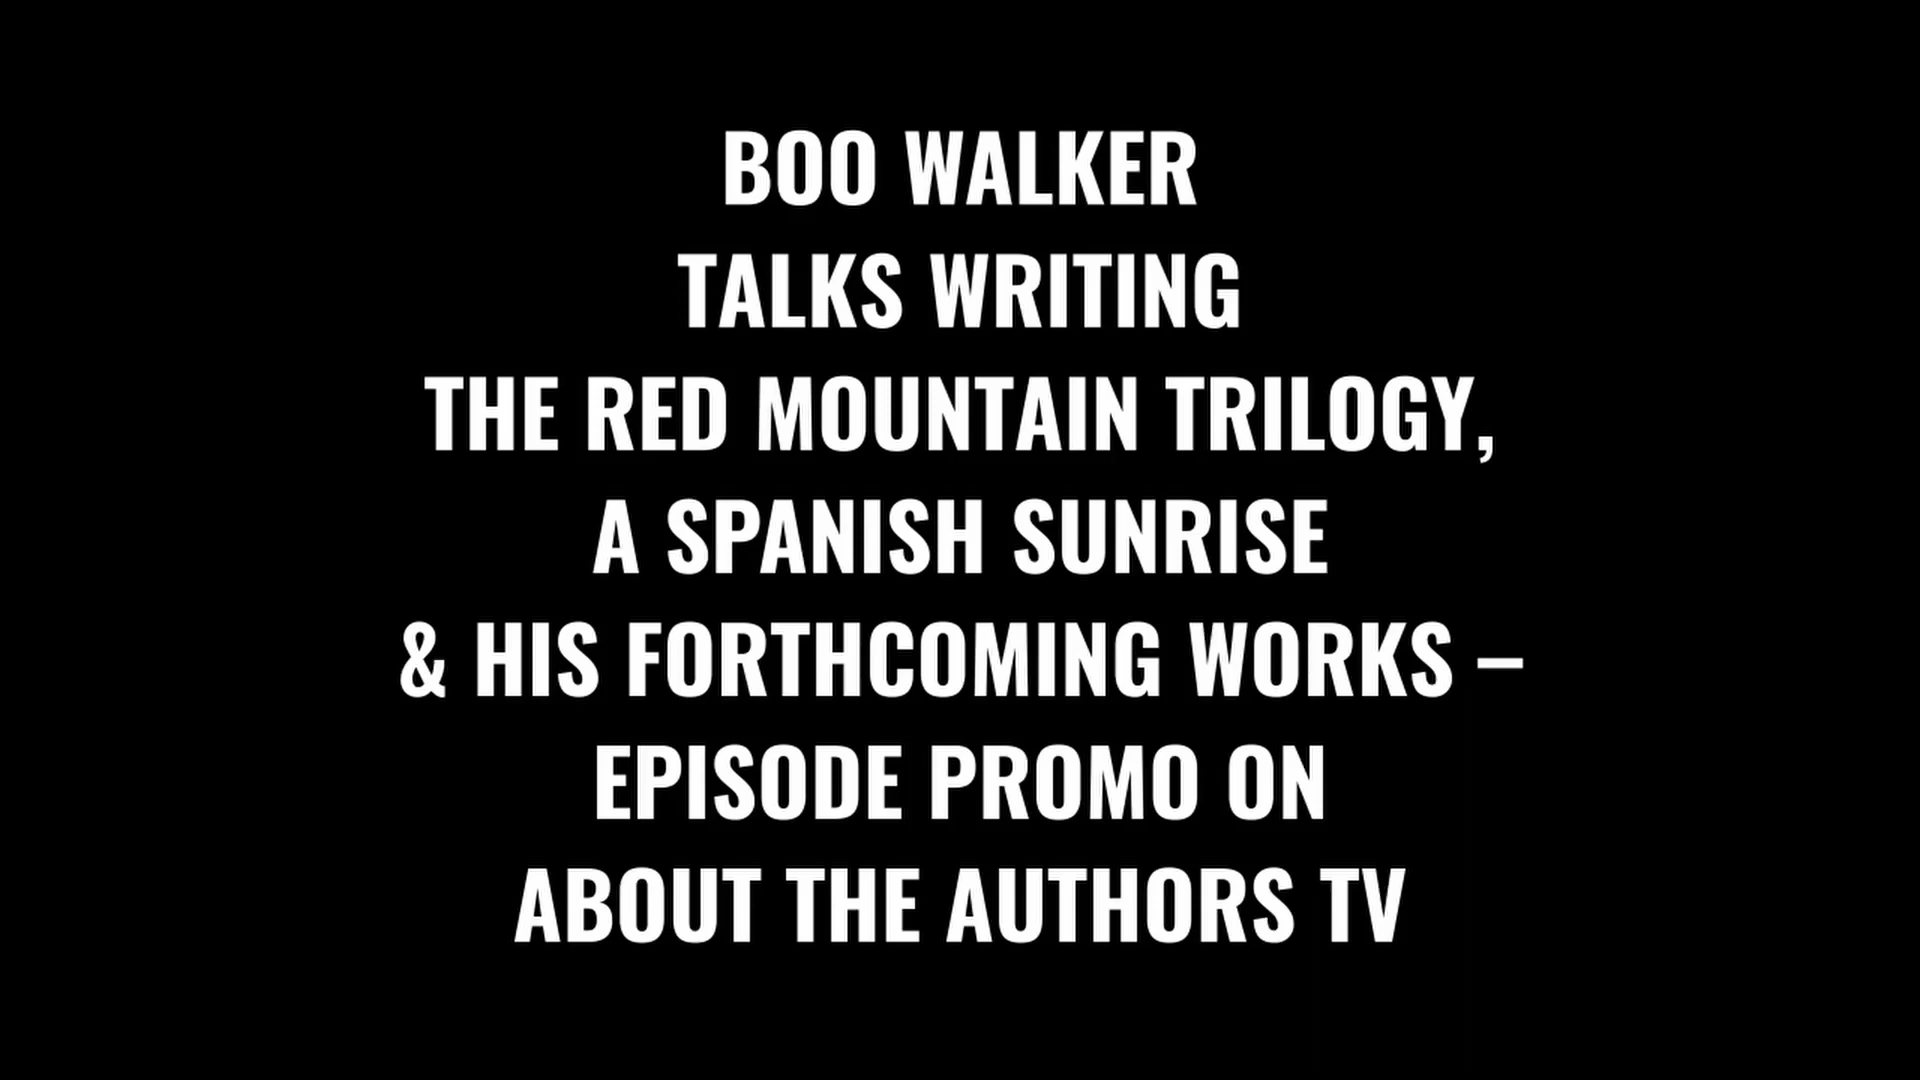 BOO WALKER
TALKS WRITING
THE RED MOUNTAIN TRILOGY,
A SPANISH SUNRISE
& HIS FORTHCOMING WORKS –
EPISODE PROMO ON
ABOUT THE AUTHORS TV